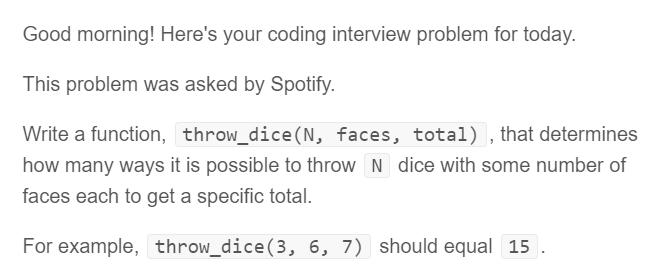 Good morning! Here's your coding interview problem for today.
This problem was asked by Spotify.
Write a function, throw_dice(N, faces, total), that determines
how many ways it is possible to throw N dice with some number of
faces each to get a specific total.
For example, throw_dice(3, 6, 7) should equal 15.